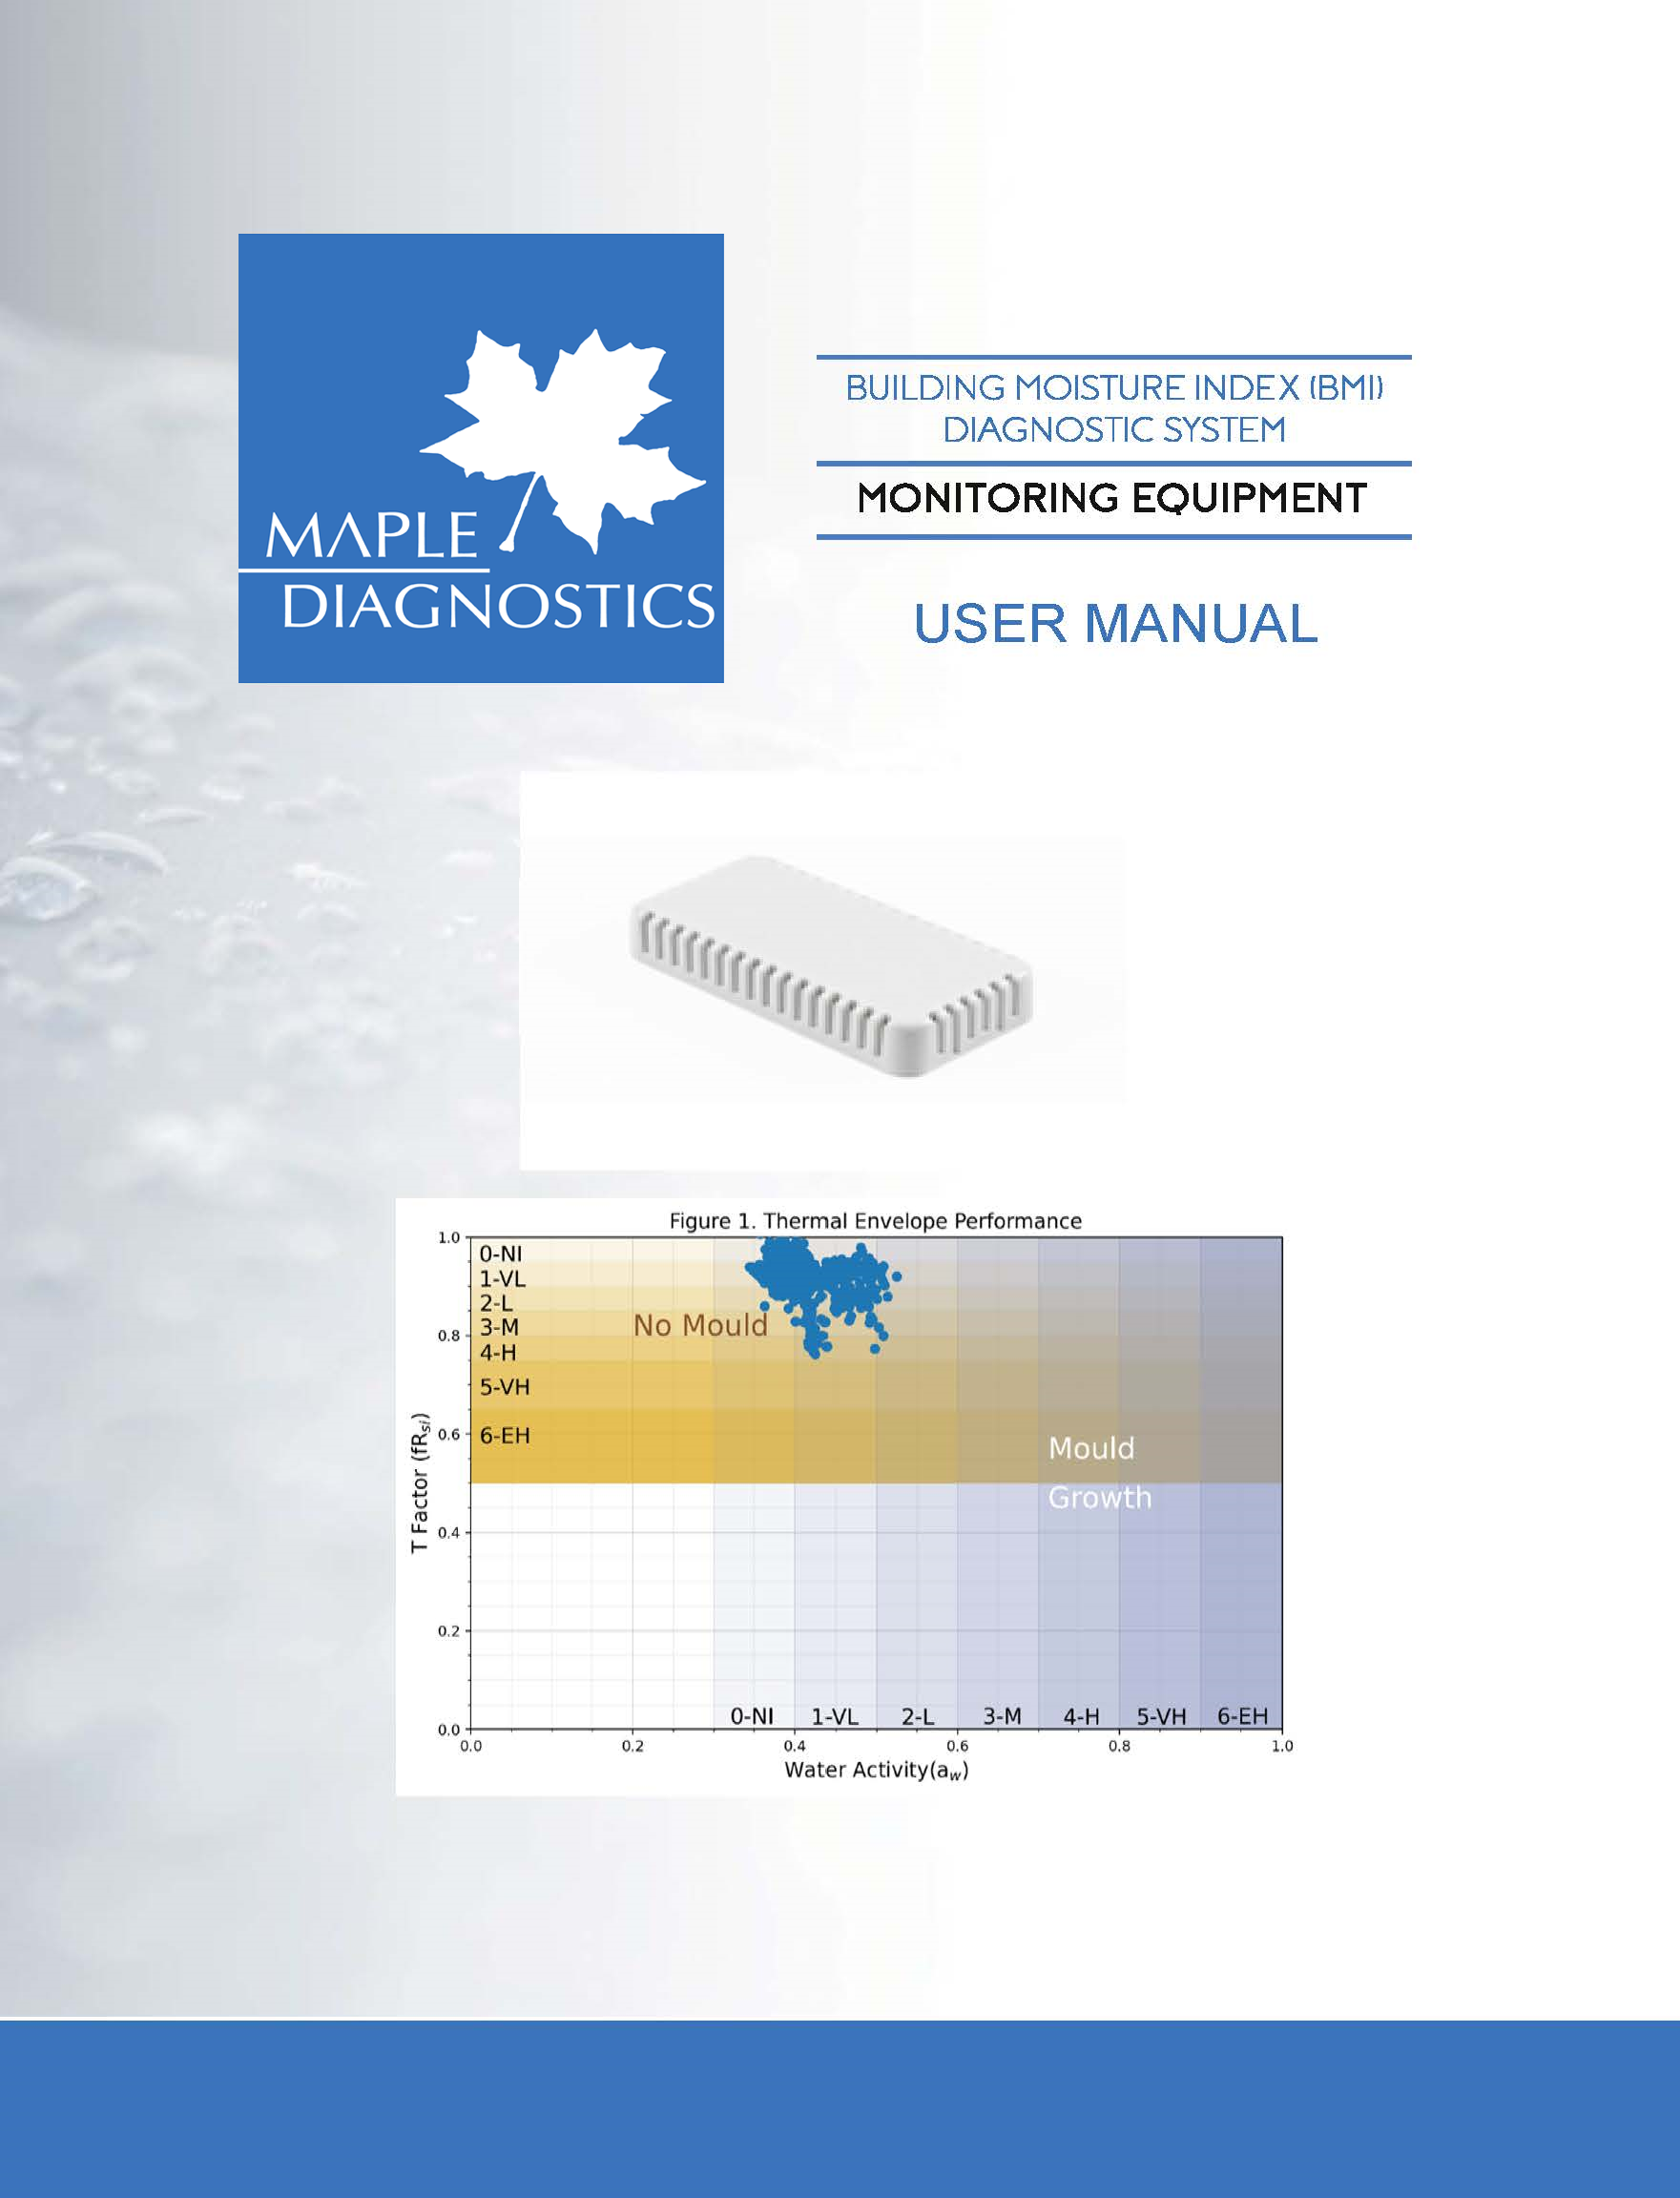 MAPLE
DIAGNOSTICS
BUILDING MOISTURE INDEX (BMI)
DIAGNOSTIC SYSTEM
MONITORING EQUIPMENT
USER MANUAL
Figure 1. Thermal Envelope Performance
1.0
0.8
0.6
0.4
0.2
0.0
T Factor (fRsi)
0-NI
1-VL
2-L
3-M
4-H
5-VH
6-EH
No Mould
Mould
Growth
0-NI 1-VL 2-L 3-M 4-H 5-VH 6-EH
0.0 0.2 0.4 0.6 0.8 1.0
Water Activity(aw)